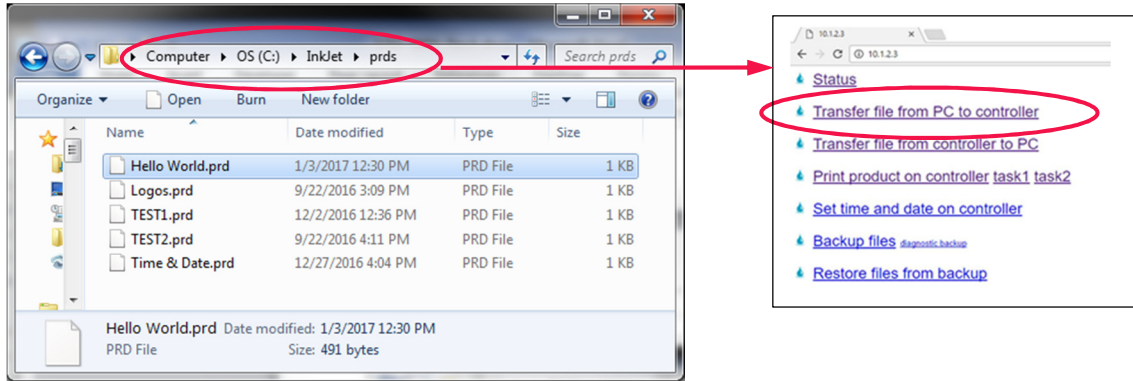 Computer OS (C:) InkJet prds Search prds
Organize Open Burn New folder
Name Date modified Type Size
Hello World.prd 1/3/2017 12:30 PM PRD File 1 KB
Logos.prd 9/22/2016 3:09 PM PRD File 1 KB
TEST1.prd 12/2/2016 12:36 PM PRD File 1 KB
TEST2.prd 9/22/2016 4:11 PM PRD File 1 KB
Time & Date.prd 12/27/2016 4:04 PM PRD File 1 KB
Hello World.prd Date modified: 1/3/2017 12:30 PM
PRD File Size: 491 bytes
10.1.2.3
10.1.2.3
Status
Transfer file from PC to controller
Transfer file from controller to PC
Print product on controller task1 task2
Set time and date on controller
Backup files diagnostic backup
Restore files from backup